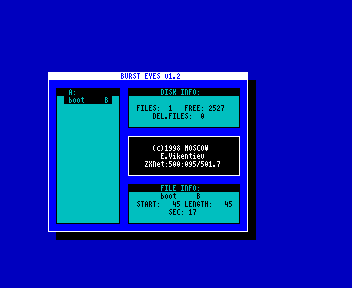 BURST EYES v1.2
A:
boot B
DISK INFO:
FILES: 1 FREE: 2527
DEL.FILES: 0
(c)1998 MOSCOW
E.Vikentiev
ZXNet:500:095/501.7
FILE INFO:
boot B
START: 45 LENGTH: 45
SEC: 17